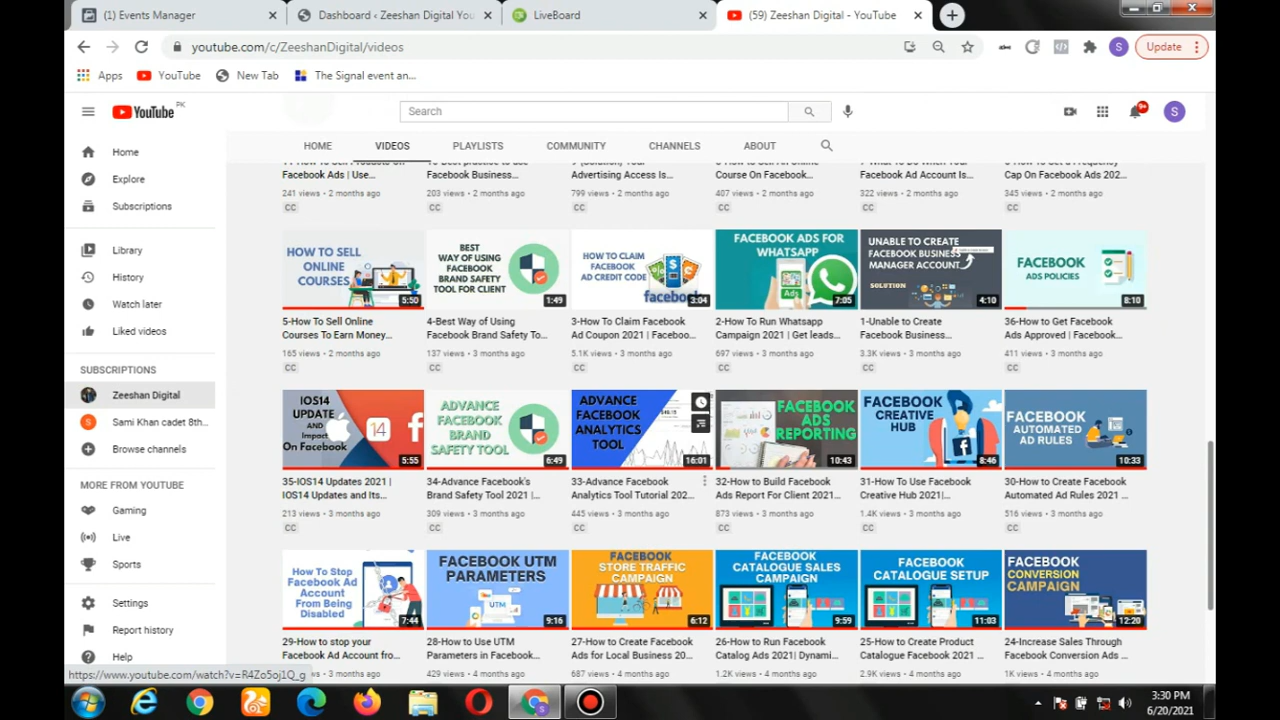 (1) Events Manager
Dashboard ‹ Zeeshan Digital You
LiveBoard
(59) Zeeshan Digital - YouTube
youtube.com/c/ZeeshanDigital/videos
Update
Apps
YouTube
New Tab
The Signal event an...
YouTube PK
Search
9+
S
HOME
VIDEOS
PLAYLISTS
COMMUNITY
CHANNELS
ABOUT
Home
Explore
Subscriptions
Library
History
Watch later
Liked videos
SUBSCRIPTIONS
Zeeshan Digital
Sami Khan cadet 8th...
Browse channels
MORE FROM YOUTUBE
Gaming
Live
Sports
Settings
Report history
Help
Facebook Ads | Use...
Facebook Business...
Advertising Access Is...
Course On Facebook...
Facebook Ad Account Is...
Cap On Facebook Ads 202...
241 views • 2 months ago
203 views • 2 months ago
799 views • 2 months ago
407 views • 2 months ago
322 views • 2 months ago
345 views • 2 months ago
CC
CC
CC
CC
CC
CC
HOW TO SELL
ONLINE
COURSES
5:50
BEST
WAY OF USING
FACEBOOK
BRAND SAFETY
TOOL FOR CLIENT
1:49
HOW TO CLAIM
FACEBOOK
AD CREDIT CODE
facebook
3:04
FACEBOOK ADS FOR
WHATSAPP
Ads
7:05
UNABLE TO CREATE
FACEBOOK BUSINESS
MANAGER ACCOUNT
SOLUTION
4:10
FACEBOOK
ADS POLICIES
8:10
5-How To Sell Online
Courses To Earn Money...
4-Best Way of Using
Facebook Brand Safety To...
3-How To Claim Facebook
Ad Coupon 2021 | Faceboo...
2-How To Run Whatsapp
Campaign 2021 | Get leads...
1-Unable to Create
Facebook Business...
36-How to Get Facebook
Ads Approved | Facebook...
165 views • 2 months ago
137 views • 3 months ago
5.1K views • 3 months ago
697 views • 3 months ago
3.3K views • 3 months ago
411 views • 3 months ago
CC
CC
CC
CC
CC
CC
IOS14
UPDATE
AND
Impact
On Facebook
14
5:55
ADVANCE
FACEBOOK
BRAND
SAFETY TOOL
6:49
ADVANCE
FACEBOOK
ANALYTICS
TOOL
16:01
FACEBOOK
ADS
REPORTING
10:43
FACEBOOK
CREATIVE
HUB
8:46
FACEBOOK
AUTOMATED
AD RULES
10:33
35-IOS14 Updates 2021 |
IOS14 Updates and Its...
34-Advance Facebook's
Brand Safety Tool 2021 |...
33-Advance Facebook
Analytics Tool Tutorial 202...
32-How to Build Facebook
Ads Report For Client 2021...
31-How To Use Facebook
Creative Hub 2021|...
30-How to Create Facebook
Automated Ad Rules 2021 ...
213 views • 3 months ago
309 views • 3 months ago
445 views • 3 months ago
873 views • 3 months ago
1.4K views • 3 months ago
516 views • 3 months ago
CC
CC
CC
CC
CC
How To Stop
Facebook Ad
Account From
Being Disabled
7:44
FACEBOOK UTM
PARAMETERS
UTM
9:16
FACEBOOK
STORE TRAFFIC
CAMPAIGN
6:12
FACEBOOK
CATALOGUE SALES
CAMPAIGN
9:59
FACEBOOK
CATALOGUE SETUP
11:03
FACEBOOK
CONVERSION
CAMPAIGN
12:20
29-How to stop your
Facebook Ad Account fro...
28-How to Use UTM
Parameters in Facebook...
27-How to Create Facebook
Ads for Local Business 20...
26-How to Run Facebook
Catalog Ads 2021| Dynami...
25-How to Create Product
Catalogue Facebook 2021 ...
24-Increase Sales Through
Facebook Conversion Ads ...
429 views • 3 months ago
687 views • 3 months ago
1.2K views • 4 months ago
2.9K views • 4 months ago
1.1K views • 4 months ago
https://www.youtube.com/watch?v=R4Zo5oj1Q_g
3:30 PM
6/20/2021